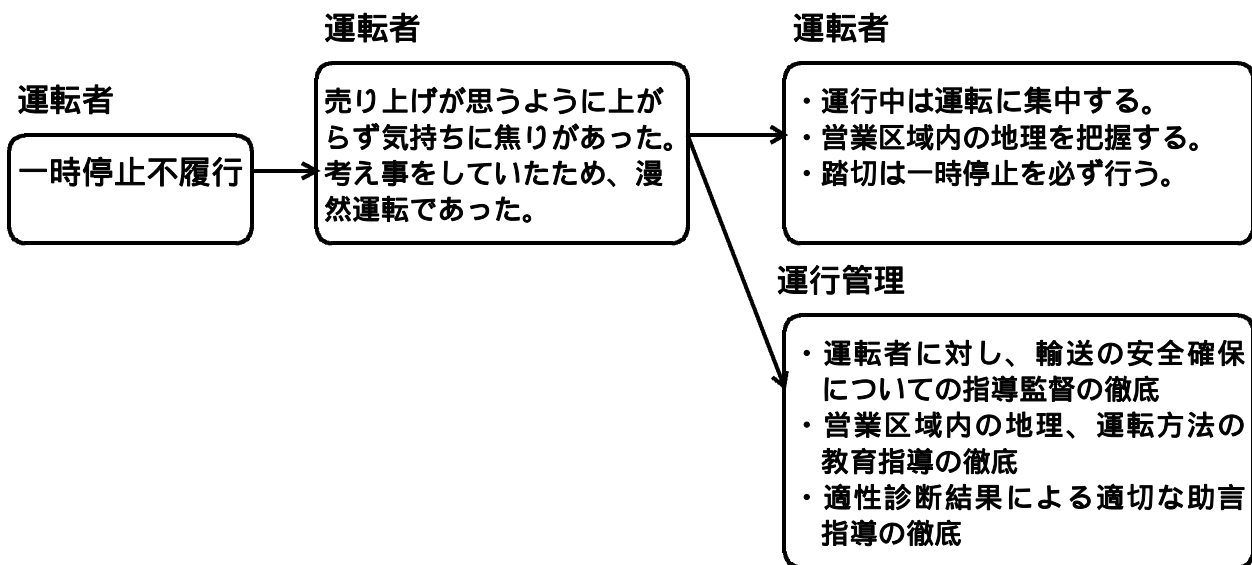 運転者
一時停止不履行
運転者
売り上げが思うように上が
らず気持ちに焦りがあった。
考え事をしていたため、漫
然運転であった。
運転者
・運行中は運転に集中する。
・営業区域内の地理を把握する。
・踏切は一時停止を必ず行う。
運行管理
・運転者に対し、輸送の安全確保
についての指導監督の徹底
・営業区域内の地理、運転方法の
教育指導の徹底
・適性診断結果による適切な助言
指導の徹底